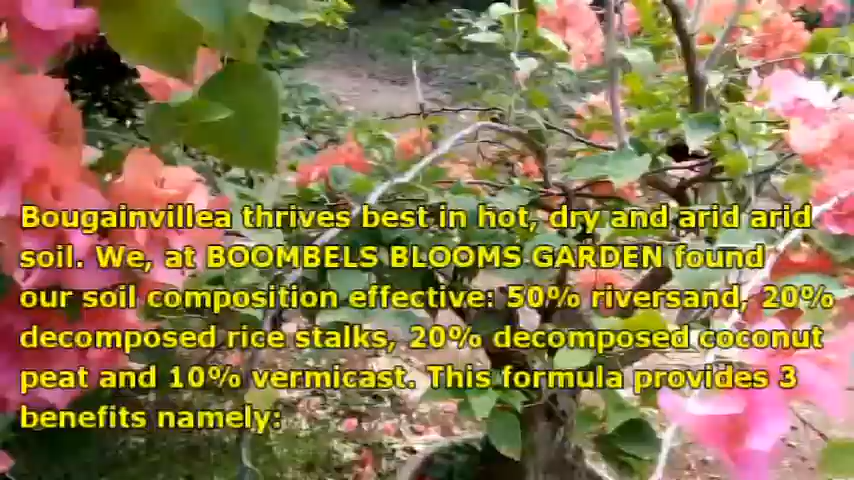 Bougainvillea thrives best in hot, dry and arid arid
soil. We, at BOOMBELS BLOOMS GARDEN found
our soil composition effective: 50% riversand, 20%
decomposed rice stalks, 20% decomposed coconut
peat and 10% vermicast. This formula provides 3
benefits namely: